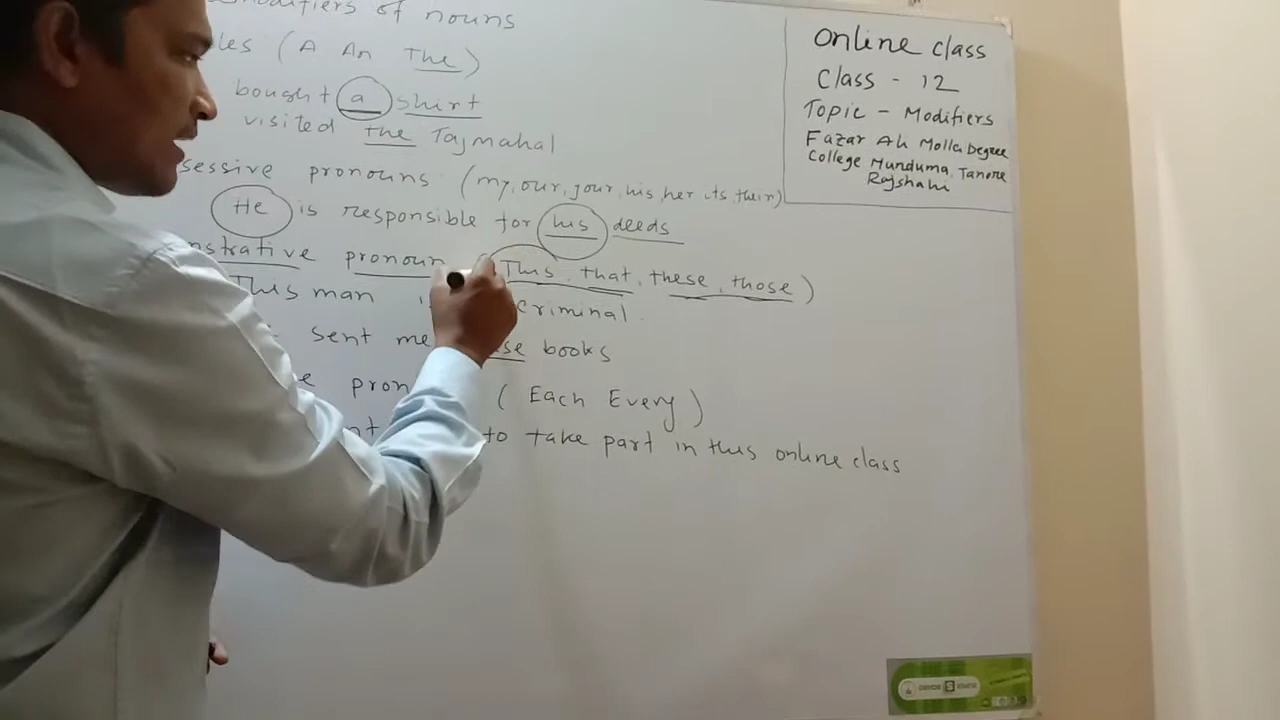 modifiers of nouns
les (A An The)
bought a shirt
visited the Tajmahal
sessive pronouns (my, our, your, his, her its, their)
He is responsible for his deeds
nstrative pronoun (This, that, these, those)
This man criminal.
sent me se books
e pron (Each Every)
nt to take part in this online class
Online class
Class - 12
Topic - Modifiers
Fazar Ali Molla Degree
College Munduma, Tanore
Rajshahi